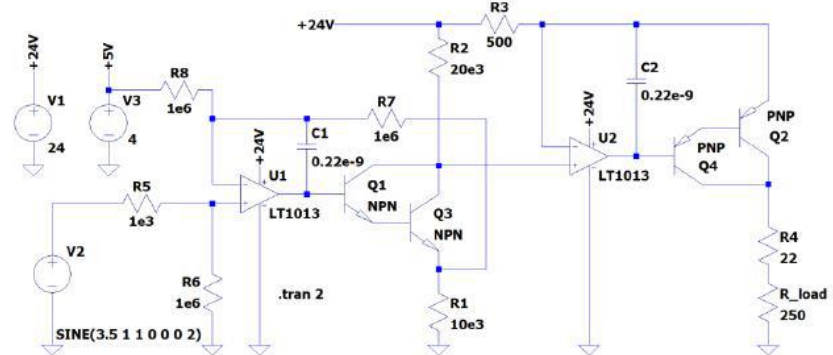 +24V
R3
500
R2
20e3
C2
0.22e-9
+24V
+5V
R8
1e6
V1
24
V3
4
R7
1e6
C1
0.22e-9
+24V
U1
LT1013
+24V
U2
LT1013
PNP
Q2
PNP
Q4
Q1
NPN
Q3
NPN
R5
1e3
V2
R6
1e6
.tran 2
R1
10e3
R4
22
R_load
250
SINE(3.5 1 1 0 0 0 2)